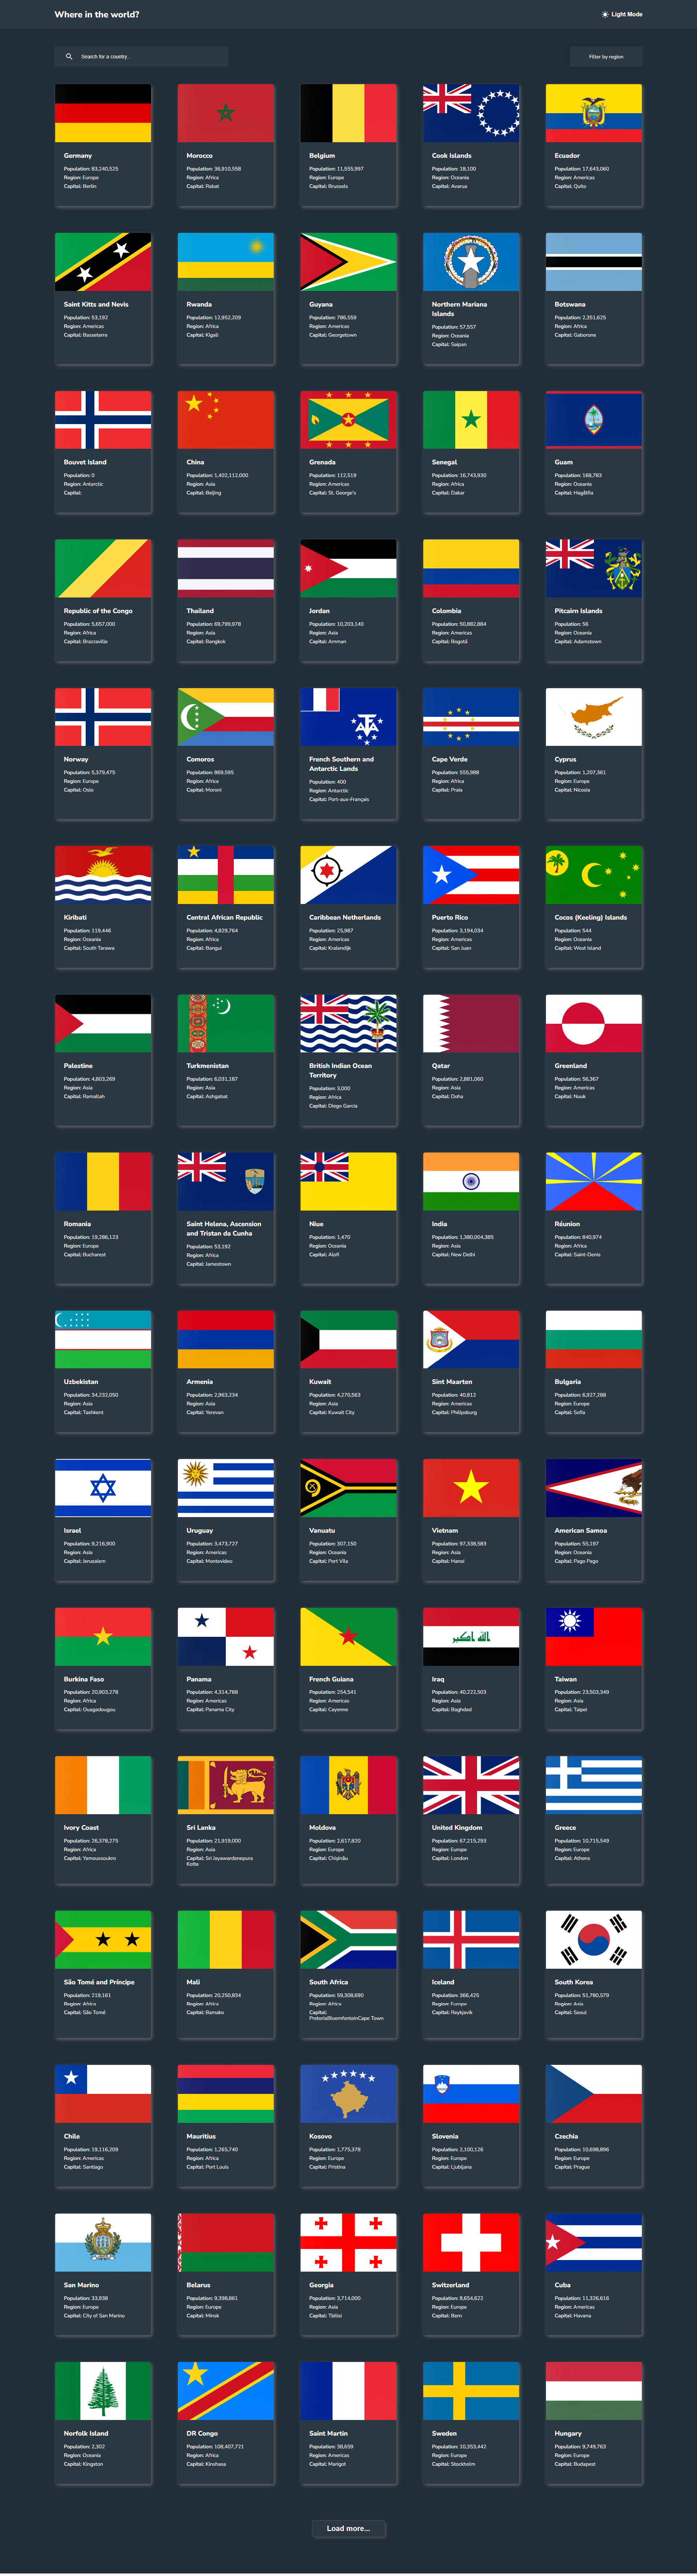 Where in the world?
Light Mode
Search for a country...
Filter by region
Germany
Population: 83,240,525
Region: Europe
Capital: Berlin
Morocco
Population: 36,910,558
Region: Africa
Capital: Rabat
Belgium
Population: 11,555,997
Region: Europe
Capital: Brussels
Cook Islands
Population: 18,100
Region: Oceania
Capital: Avarua
Ecuador
Population: 17,643,060
Region: Americas
Capital: Quito
Saint Kitts and Nevis
Population: 53,192
Region: Americas
Capital: Basseterre
Rwanda
Population: 12,952,209
Region: Africa
Capital: Kigali
Guyana
Population: 786,559
Region: Americas
Capital: Georgetown
Northern Mariana
Islands
Population: 57,557
Region: Oceania
Capital: Saipan
Botswana
Population: 2,351,625
Region: Africa
Capital: Gaborone
Bouvet Island
Population: 0
Region: Antarctic
Capital:
China
Population: 1,402,112,000
Region: Asia
Capital: Beijing
Grenada
Population: 112,519
Region: Americas
Capital: St. George's
Senegal
Population: 16,743,930
Region: Africa
Capital: Dakar
Guam
Population: 168,783
Region: Oceania
Capital: Hagåtña
Republic of the Congo
Population: 5,657,000
Region: Africa
Capital: Brazzaville
Thailand
Population: 69,799,978
Region: Asia
Capital: Bangkok
Jordan
Population: 10,203,140
Region: Asia
Capital: Amman
Colombia
Population: 50,882,884
Region: Americas
Capital: Bogotá
Pitcairn Islands
Population: 56
Region: Oceania
Capital: Adamstown
Norway
Population: 5,379,475
Region: Europe
Capital: Oslo
Comoros
Population: 869,595
Region: Africa
Capital: Moroni
French Southern and
Antarctic Lands
Population: 400
Region: Antarctic
Capital: Port-aux-Français
Cape Verde
Population: 555,988
Region: Africa
Capital: Praia
Cyprus
Population: 1,207,361
Region: Europe
Capital: Nicosia
Kiribati
Population: 119,446
Region: Oceania
Capital: South Tarawa
Central African Republic
Population: 4,829,764
Region: Africa
Capital: Bangui
Caribbean Netherlands
Population: 25,987
Region: Americas
Capital: Kralendijk
Puerto Rico
Population: 3,194,034
Region: Americas
Capital: San Juan
Cocos (Keeling) Islands
Population: 544
Region: Oceania
Capital: West Island
Palestine
Population: 4,803,269
Region: Asia
Capital: Ramallah
Turkmenistan
Population: 6,031,187
Region: Asia
Capital: Ashgabat
British Indian Ocean
Territory
Population: 3,000
Region: Africa
Capital: Diego Garcia
Qatar
Population: 2,881,060
Region: Asia
Capital: Doha
Greenland
Population: 56,367
Region: Americas
Capital: Nuuk
Romania
Population: 19,286,123
Region: Europe
Capital: Bucharest
Saint Helena, Ascension
and Tristan da Cunha
Population: 53,192
Region: Africa
Capital: Jamestown
Niue
Population: 1,470
Region: Oceania
Capital: Alofi
India
Population: 1,380,004,385
Region: Asia
Capital: New Delhi
Réunion
Population: 840,974
Region: Africa
Capital: Saint-Denis
Uzbekistan
Population: 34,232,050
Region: Asia
Capital: Tashkent
Armenia
Population: 2,963,234
Region: Asia
Capital: Yerevan
Kuwait
Population: 4,270,563
Region: Asia
Capital: Kuwait City
Sint Maarten
Population: 40,812
Region: Americas
Capital: Philipsburg
Bulgaria
Population: 6,927,288
Region: Europe
Capital: Sofia
Israel
Population: 9,216,900
Region: Asia
Capital: Jerusalem
Uruguay
Population: 3,473,727
Region: Americas
Capital: Montevideo
Vanuatu
Population: 307,150
Region: Oceania
Capital: Port Vila
Vietnam
Population: 97,338,583
Region: Asia
Capital: Hanoi
American Samoa
Population: 55,197
Region: Oceania
Capital: Pago Pago
Burkina Faso
Population: 20,903,278
Region: Africa
Capital: Ouagadougou
Panama
Population: 4,314,768
Region: Americas
Capital: Panama City
French Guiana
Population: 254,541
Region: Americas
Capital: Cayenne
الله اكبر
Iraq
Population: 40,222,503
Region: Asia
Capital: Baghdad
Taiwan
Population: 23,503,349
Region: Asia
Capital: Taipei
Ivory Coast
Population: 26,378,275
Region: Africa
Capital: Yamoussoukro
Sri Lanka
Population: 21,919,000
Region: Asia
Capital: Sri Jayawardenepura
Kotte
Moldova
Population: 2,617,820
Region: Europe
Capital: Chișinău
United Kingdom
Population: 67,215,293
Region: Europe
Capital: London
Greece
Population: 10,715,549
Region: Europe
Capital: Athens
São Tomé and Príncipe
Population: 219,161
Region: Africa
Capital: São Tomé
Mali
Population: 20,250,834
Region: Africa
Capital: Bamako
South Africa
Population: 59,308,690
Region: Africa
Capital:
PretoriaBloemfonteinCape Town
Iceland
Population: 366,425
Region: Europe
Capital: Reykjavik
South Korea
Population: 51,780,579
Region: Asia
Capital: Seoul
Chile
Population: 19,116,209
Region: Americas
Capital: Santiago
Mauritius
Population: 1,265,740
Region: Africa
Capital: Port Louis
Kosovo
Population: 1,775,378
Region: Europe
Capital: Pristina
Slovenia
Population: 2,100,126
Region: Europe
Capital: Ljubljana
Czechia
Population: 10,698,896
Region: Europe
Capital: Prague
San Marino
Population: 33,938
Region: Europe
Capital: City of San Marino
Belarus
Population: 9,398,861
Region: Europe
Capital: Minsk
Georgia
Population: 3,714,000
Region: Asia
Capital: Tbilisi
Switzerland
Population: 8,654,622
Region: Europe
Capital: Bern
Cuba
Population: 11,326,616
Region: Americas
Capital: Havana
Norfolk Island
Population: 2,302
Region: Oceania
Capital: Kingston
DR Congo
Population: 108,407,721
Region: Africa
Capital: Kinshasa
Saint Martin
Population: 38,659
Region: Americas
Capital: Marigot
Sweden
Population: 10,353,442
Region: Europe
Capital: Stockholm
Hungary
Population: 9,749,763
Region: Europe
Capital: Budapest
Load more...